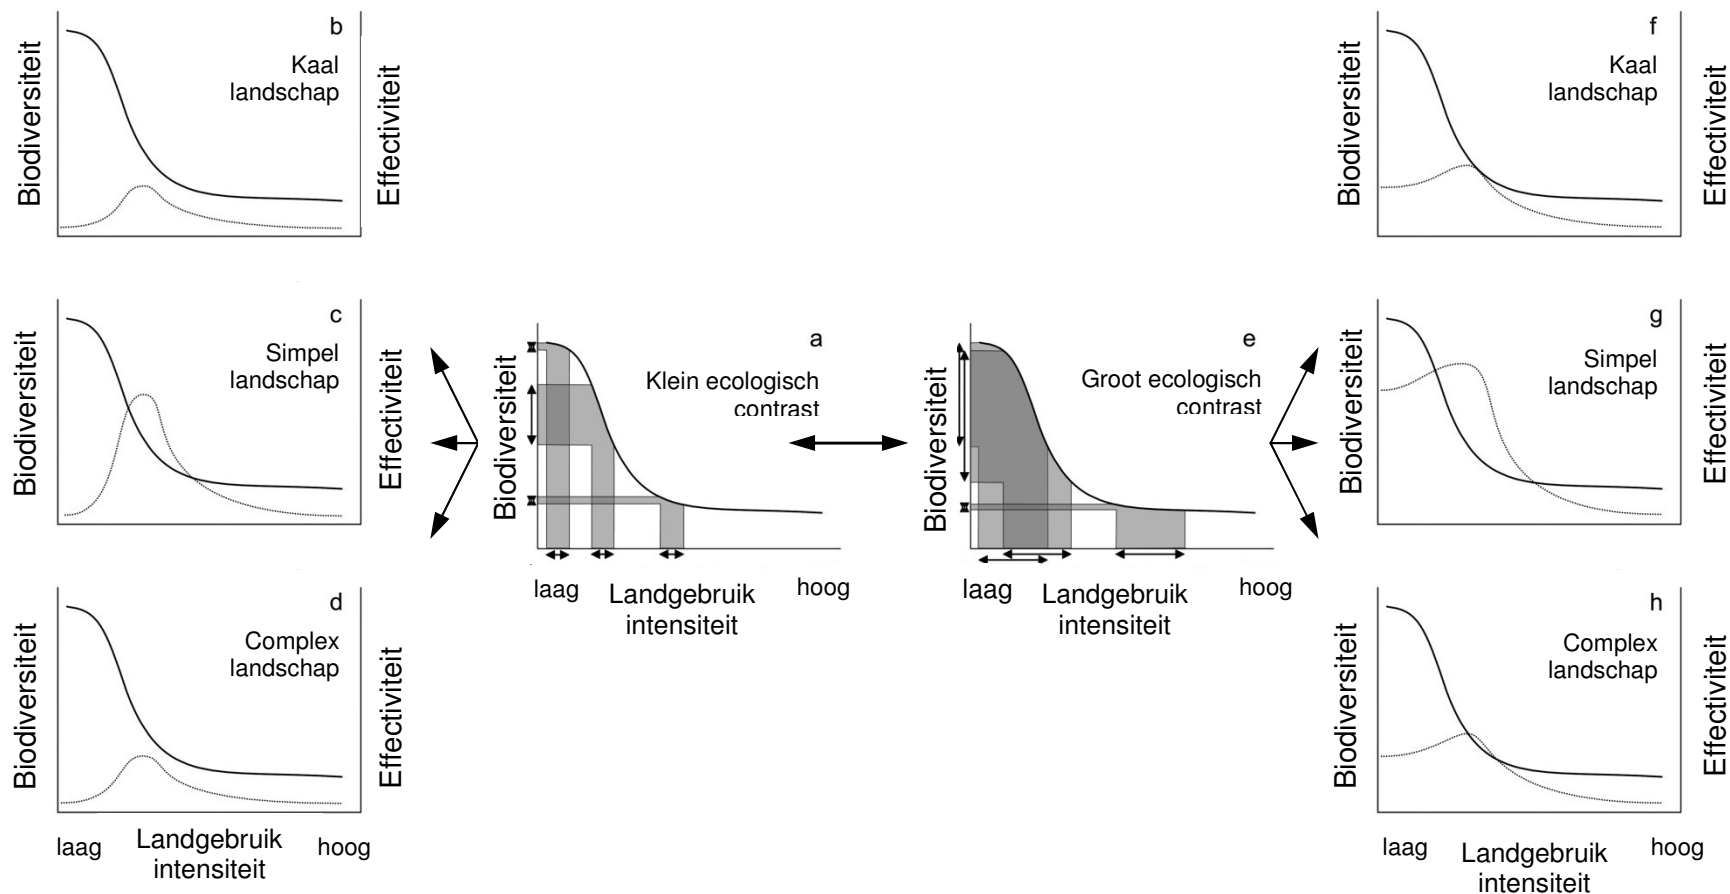 b
Kaal
landschap
Biodiversiteit
Effectiviteit
c
Simpel
landschap
Biodiversiteit
Effectiviteit
d
Complex
landschap
Biodiversiteit
Effectiviteit
laag
Landgebruik
intensiteit
hoog
a
Klein ecologisch
contrast
Biodiversiteit
laag
Landgebruik
intensiteit
hoog
e
Groot ecologisch
contrast
Biodiversiteit
laag
Landgebruik
intensiteit
hoog
f
Kaal
landschap
Biodiversiteit
Effectiviteit
g
Simpel
landschap
Biodiversiteit
Effectiviteit
h
Complex
landschap
Biodiversiteit
Effectiviteit
laag
Landgebruik
intensiteit
hoog